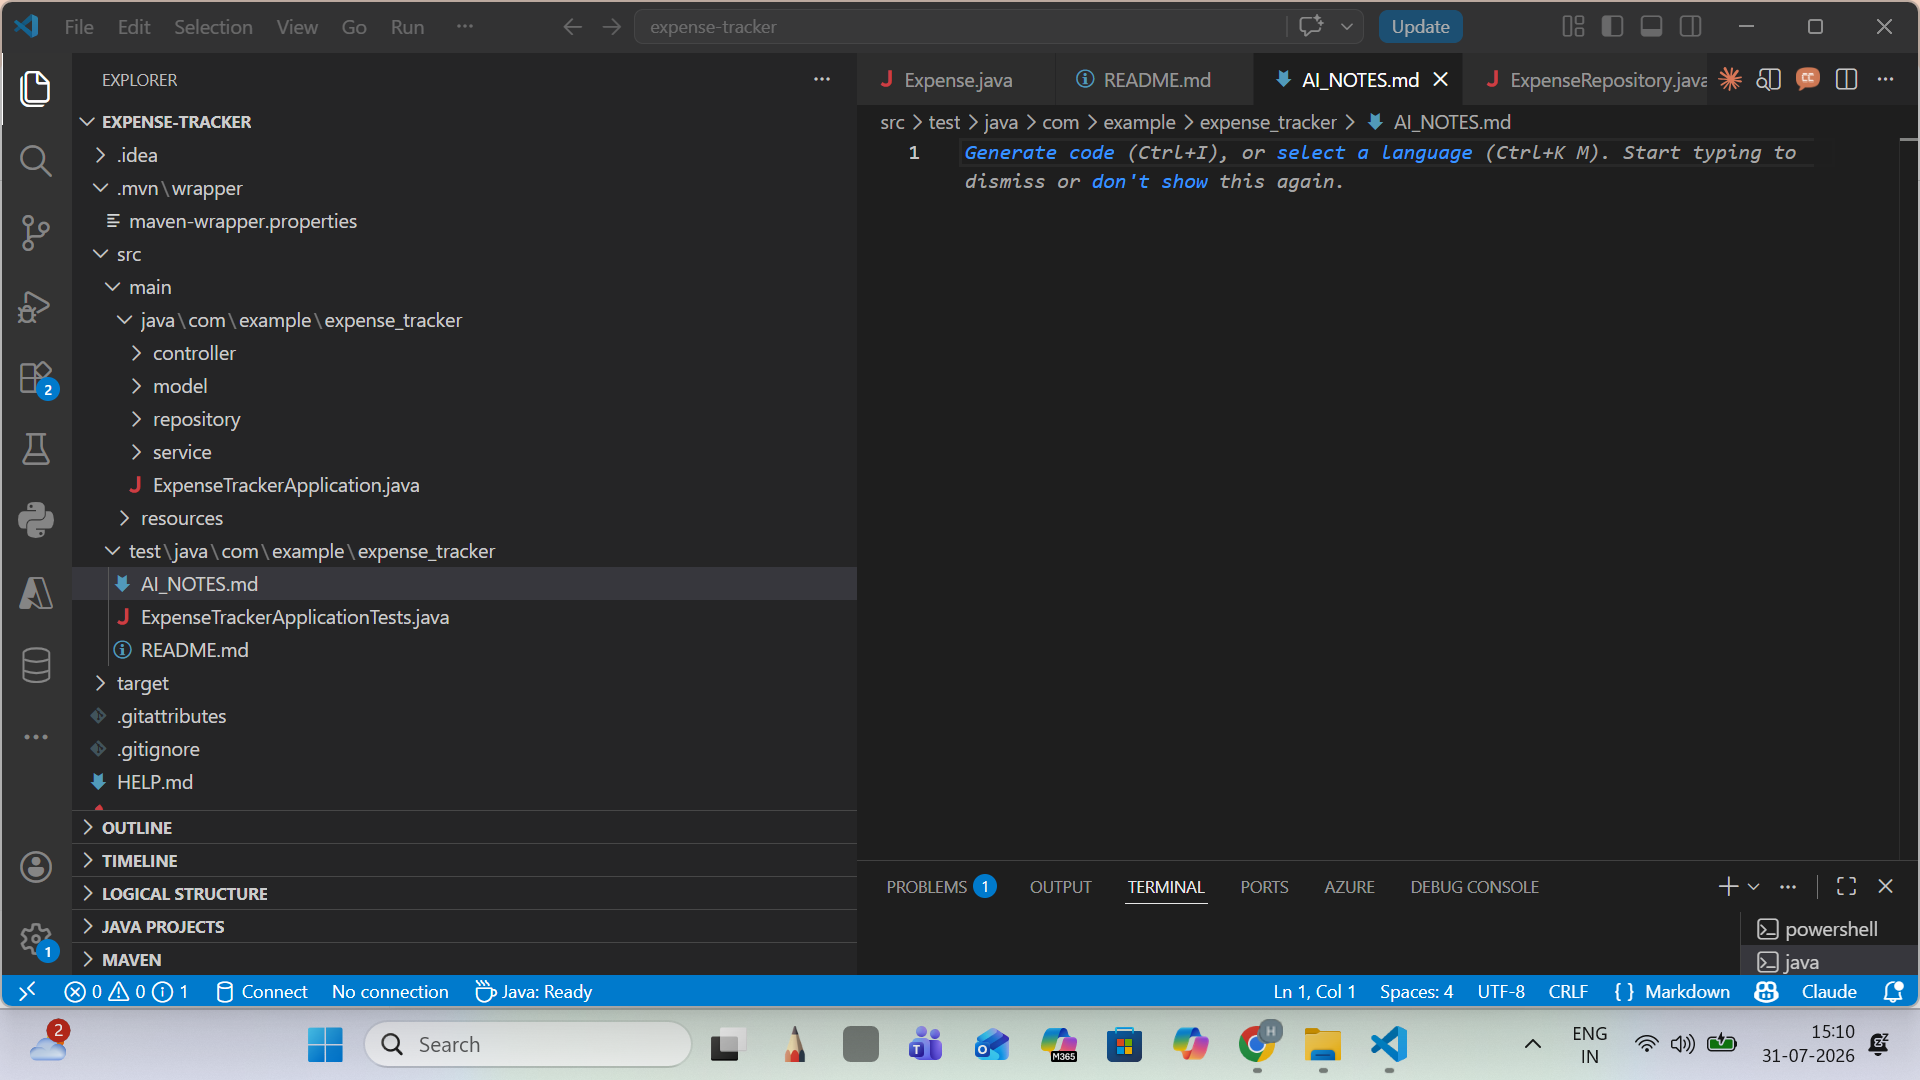 File Edit Selection View Go Run
expense-tracker
Update
EXPLORER
Expense.java
README.md
AI_NOTES.md
ExpenseRepository.java
src > test > java > com > example > expense_tracker > AI_NOTES.md
1
Generate code (Ctrl+I), or select a language (Ctrl+K M). Start typing to
dismiss or don't show this again.
EXPENSE-TRACKER
.idea
.mvn\wrapper
maven-wrapper.properties
src
main
java\com\example\expense_tracker
controller
model
repository
service
ExpenseTrackerApplication.java
resources
test\java\com\example\expense_tracker
AI_NOTES.md
ExpenseTrackerApplicationTests.java
README.md
target
.gitattributes
.gitignore
HELP.md
OUTLINE
TIMELINE
LOGICAL STRUCTURE
JAVA PROJECTS
MAVEN
2
1
PROBLEMS 1 OUTPUT TERMINAL PORTS AZURE DEBUG CONSOLE
powershell
java
0 0 1 Connect No connection Java: Ready
Ln 1, Col 1 Spaces: 4 UTF-8 CRLF { } Markdown Claude
2
Search
M365
H
ENG
IN
15:10
31-07-2026